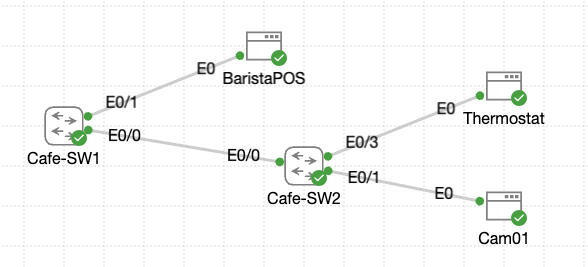 E0
BaristaPOS
E0/1
Cafe-SW1
E0/0
E0/0
Cafe-SW2
E0/3
E0
Thermostat
E0/1
E0
Cam01